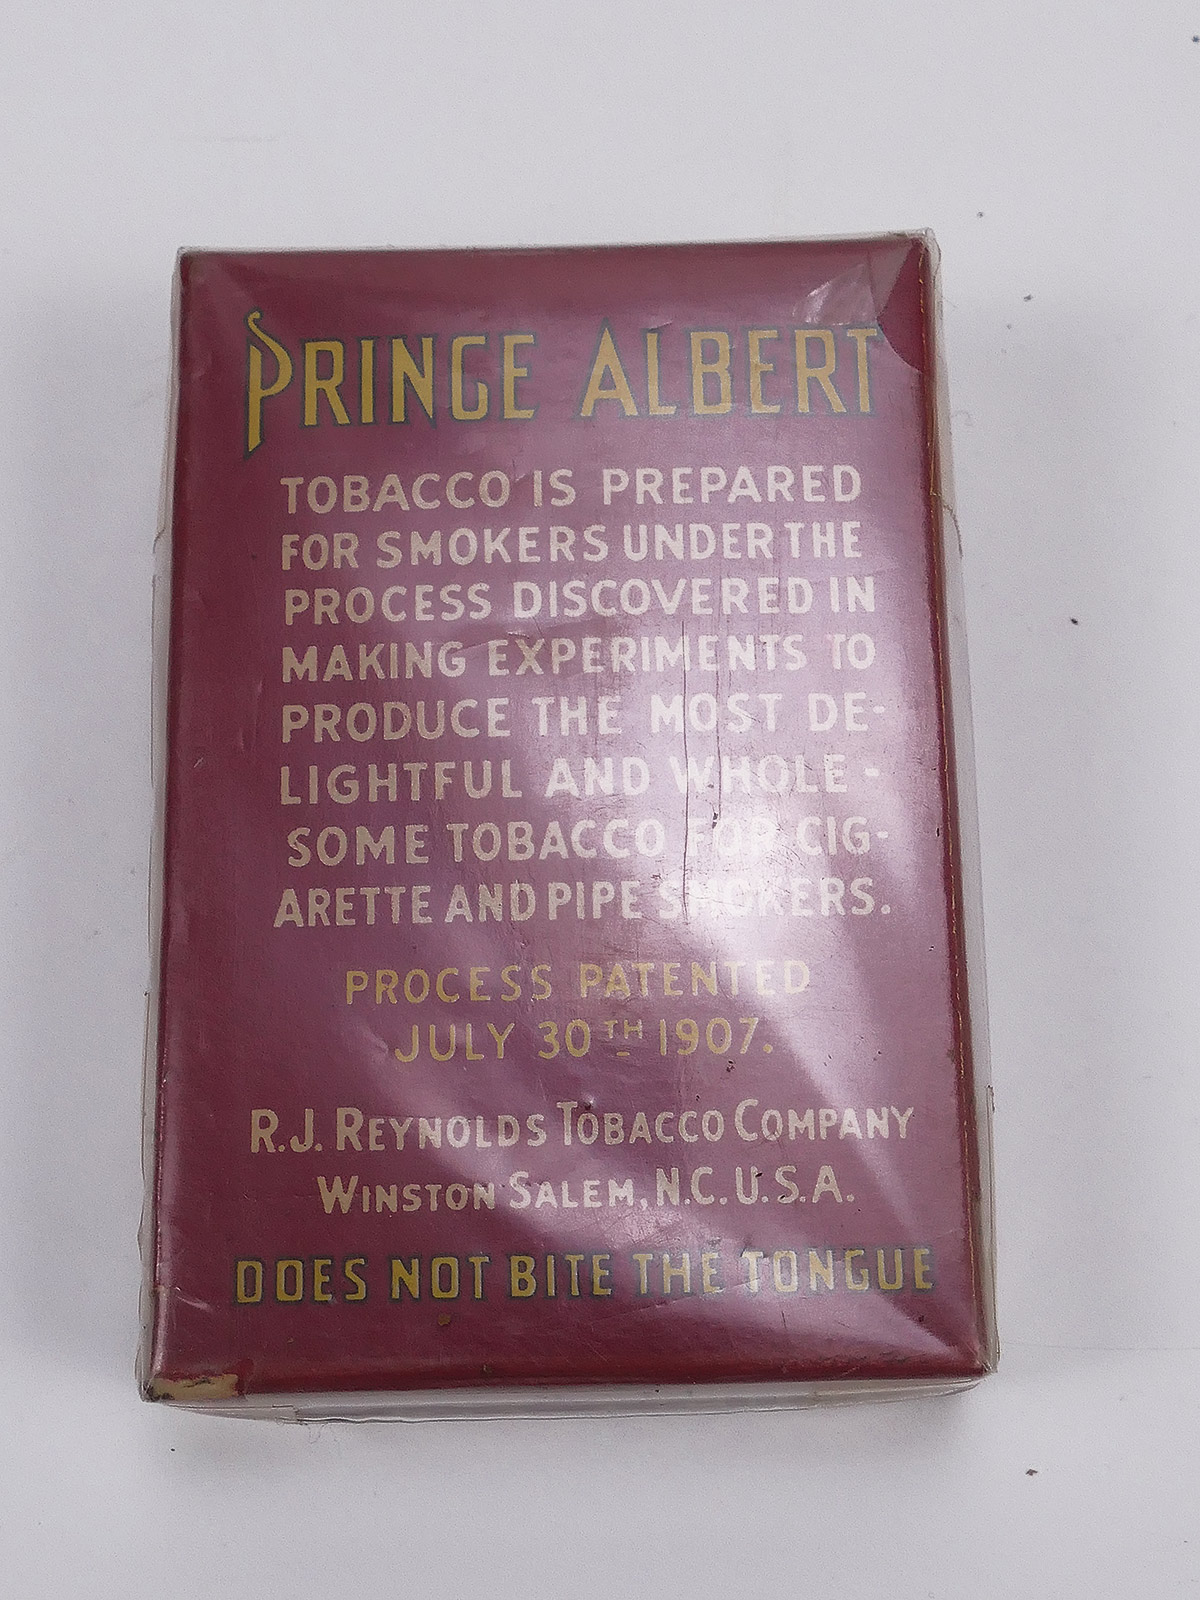 PRINCE ALBERT
TOBACCO IS PREPARED
FOR SMOKERS UNDER THE
PROCESS DISCOVERED IN
MAKING EXPERIMENTS TO
PRODUCE THE MOST DE-
LIGHTFUL AND WHOLE-
SOME TOBACCO FOR CIG-
ARETTE AND PIPE SMOKERS.
PROCESS PATENTED
JULY 30TH 1907.
R.J. REYNOLDS TOBACCO COMPANY
WINSTON SALEM, N.C. U.S.A.
DOES NOT BITE THE TONGUE